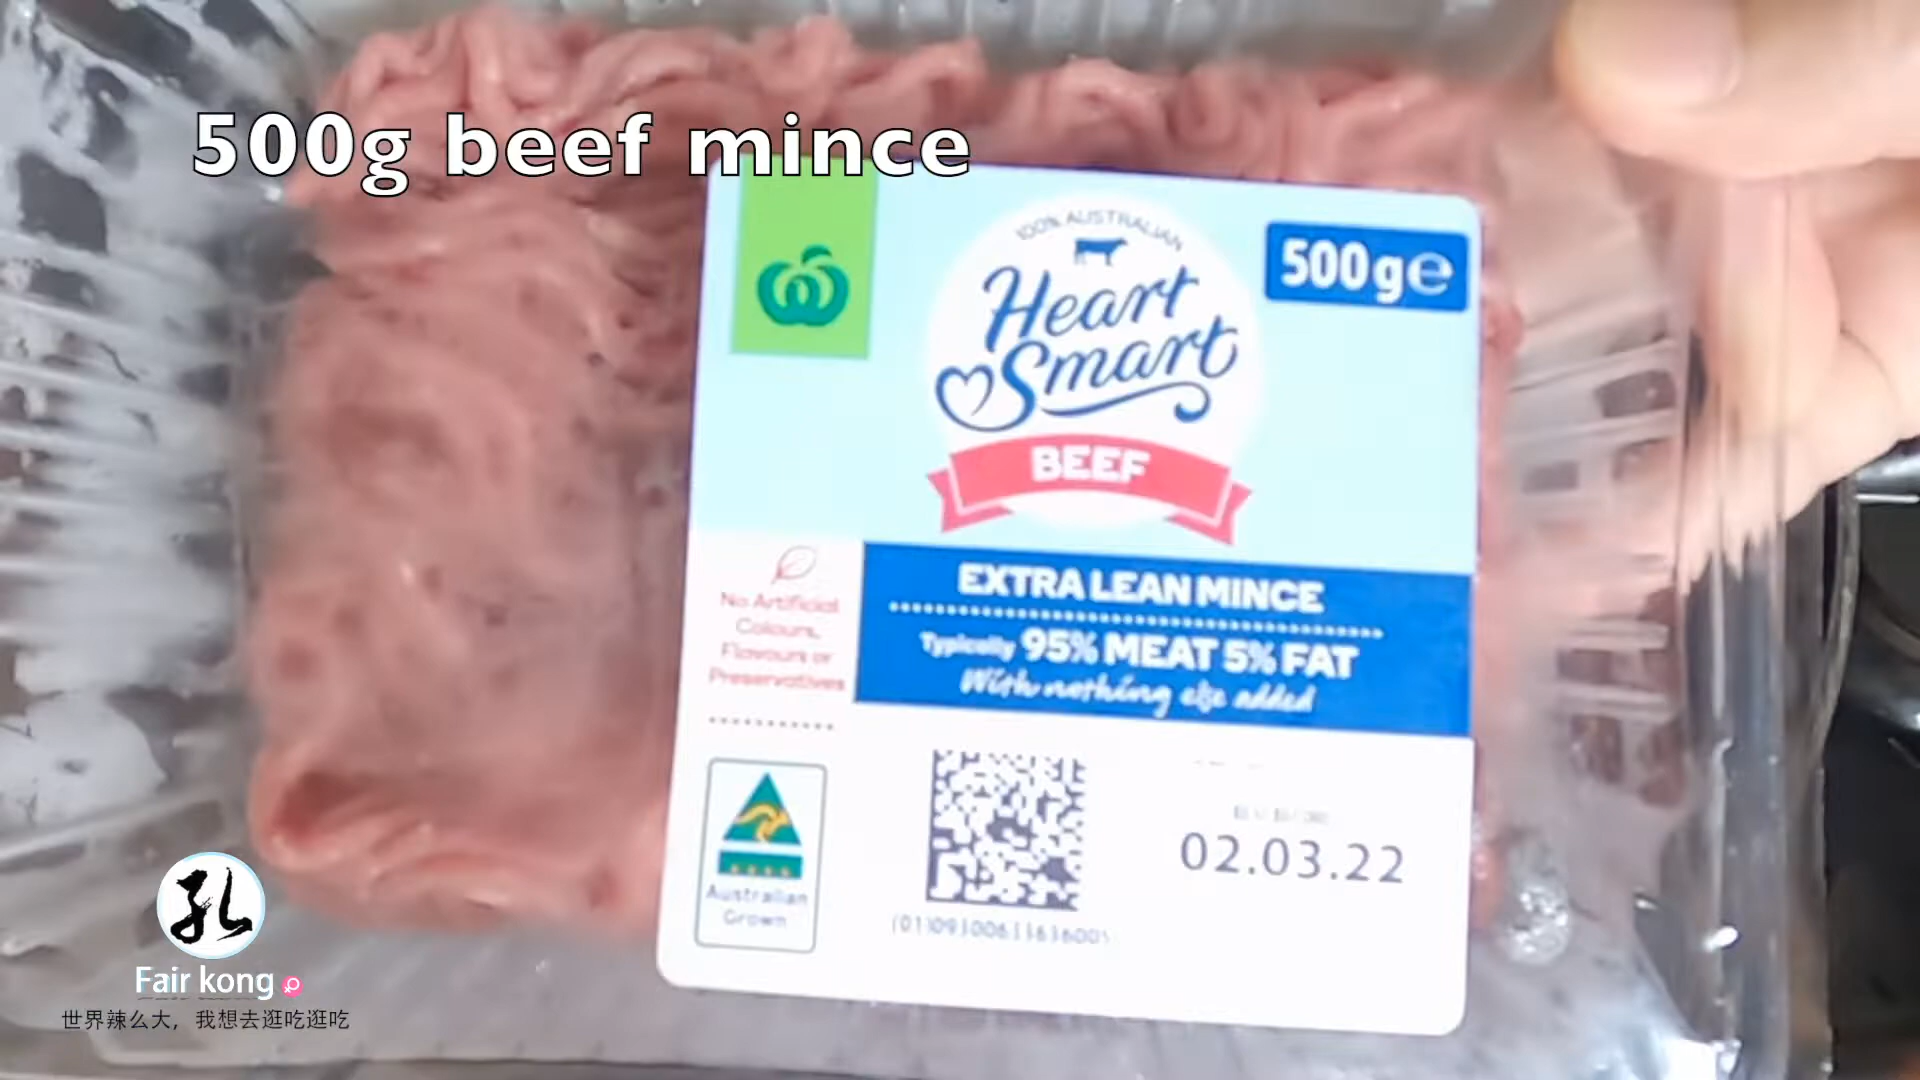 500g beef mince
100% AUSTRALIAN
Heart
Smart
BEEF
500g℮
EXTRA LEAN MINCE
Typically 95% MEAT 5% FAT
With nothing else added
No Artificial
Colours,
Flavours or
Preservatives
Australian
Grown
02.03.22
孔
Fair kong
世界辣么大，我想去逛吃逛吃